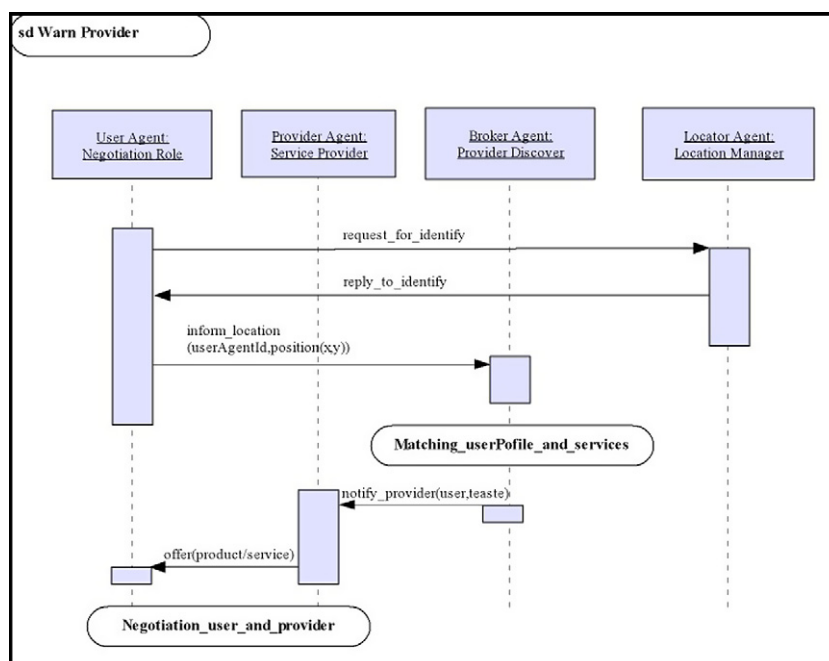 sd Warn Provider
User Agent:
Negotiation Role
Provider Agent:
Service Provider
Broker Agent:
Provider Discover
Locator Agent:
Location Manager
request_for_identify
reply_to_identify
inform_location
(userAgentId,position(x,y))
Matching_userPofile_and_services
notify_provider(user,teaste)
offer(product/service)
Negotiation_user_and_provider